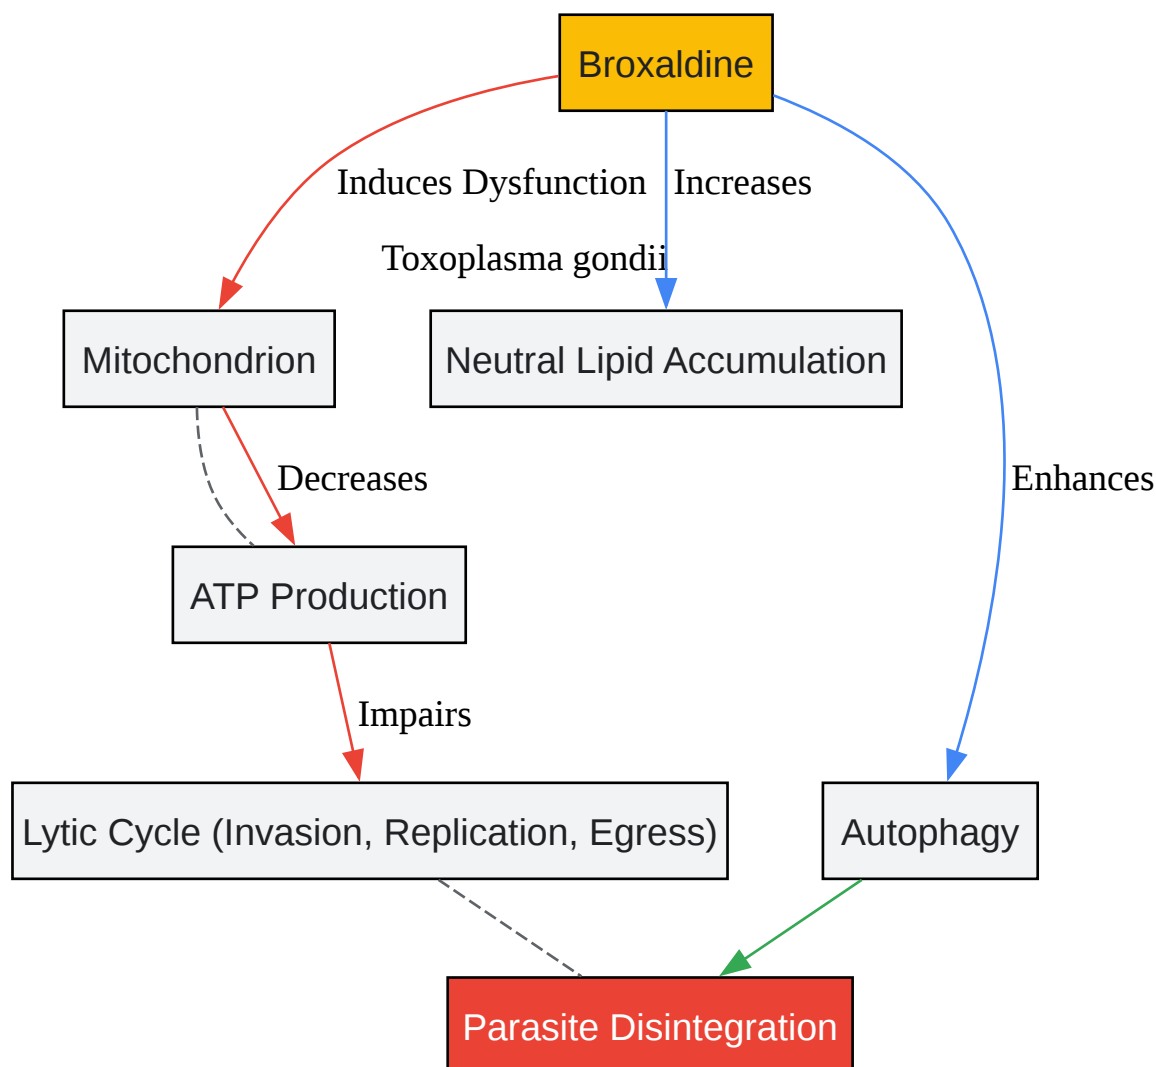 Broxaldine
Induces Dysfunction
Increases
Toxoplasma gondii
Mitochondrion
Neutral Lipid Accumulation
Decreases
Enhances
ATP Production
Impairs
Lytic Cycle (Invasion, Replication, Egress)
Autophagy
Parasite Disintegration